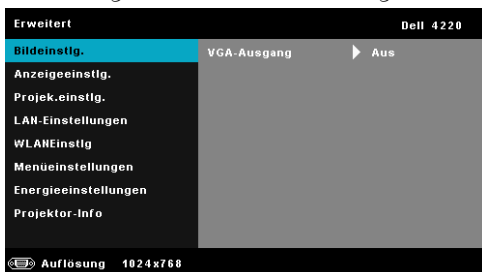 Erweitert Dell 4220
Bildeinstlg. VGA-Ausgang Aus
Anzeigeeinstlg.
Projek.einstlg.
LAN-Einstellungen
WLANEinstlg
Menüeinstellungen
Energieeinstellungen
Projektor-Info
Auflösung 1024x768